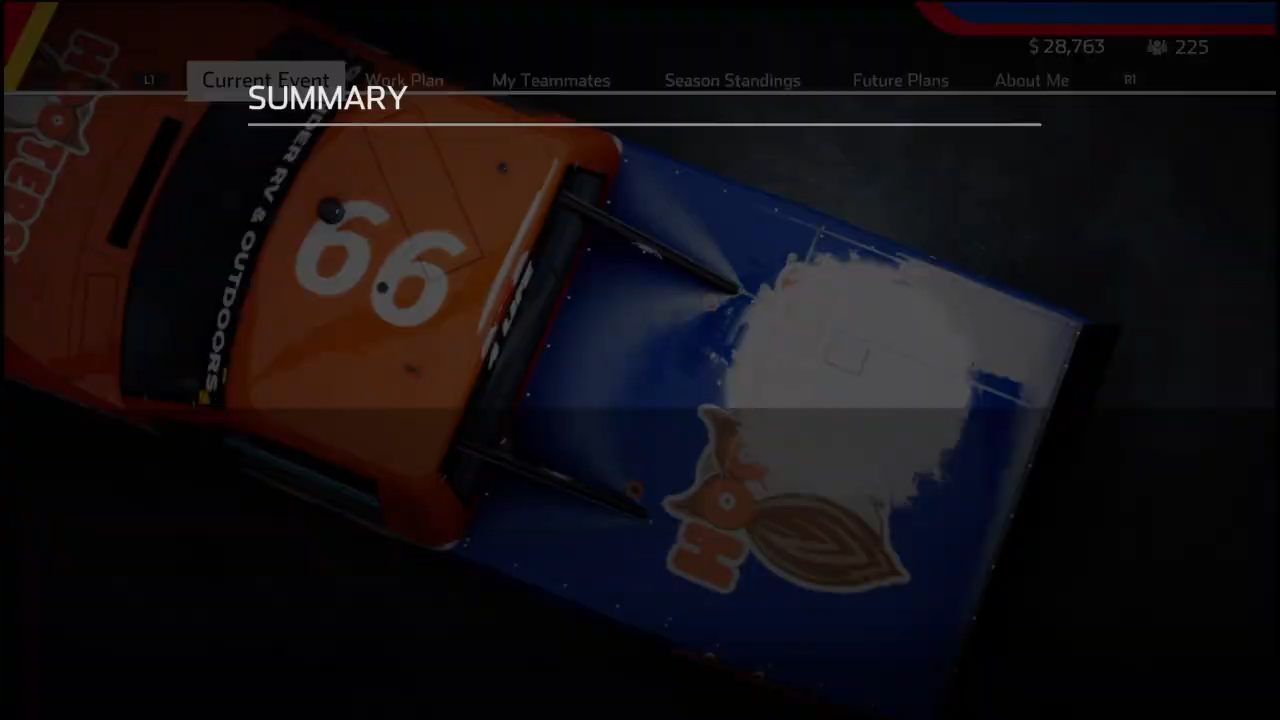 $ 28,763
225
L1
Current Event
Work Plan
My Teammates
Season Standings
Future Plans
About Me
R1
SUMMARY
DER RV & OUTDOORS
66
H